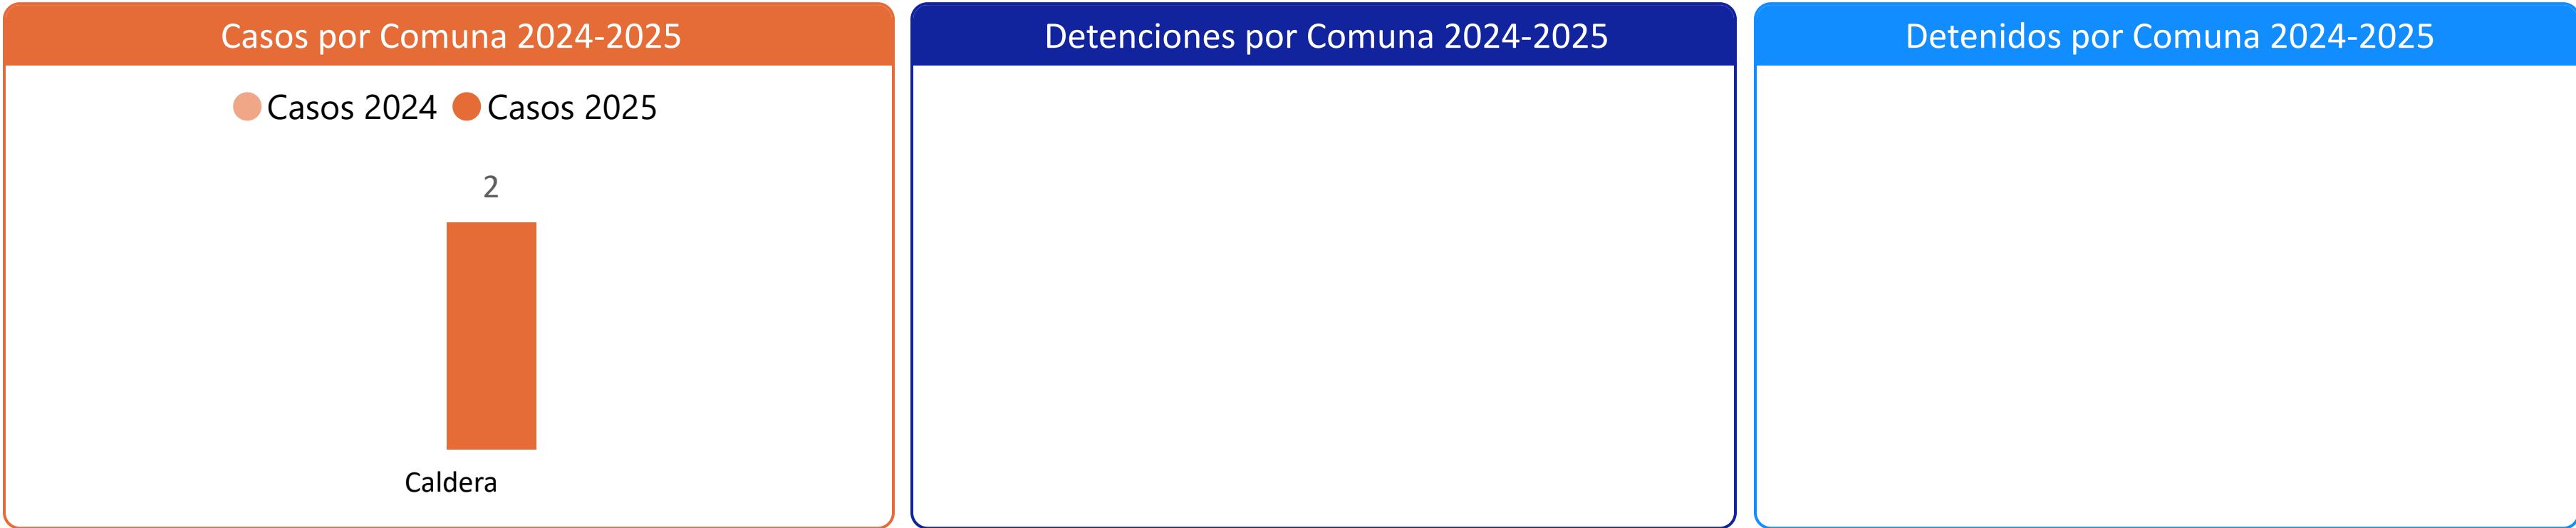 Casos por Comuna 2024-2025
Casos 2024 Casos 2025
2
Caldera
Detenciones por Comuna 2024-2025
Detenidos por Comuna 2024-2025